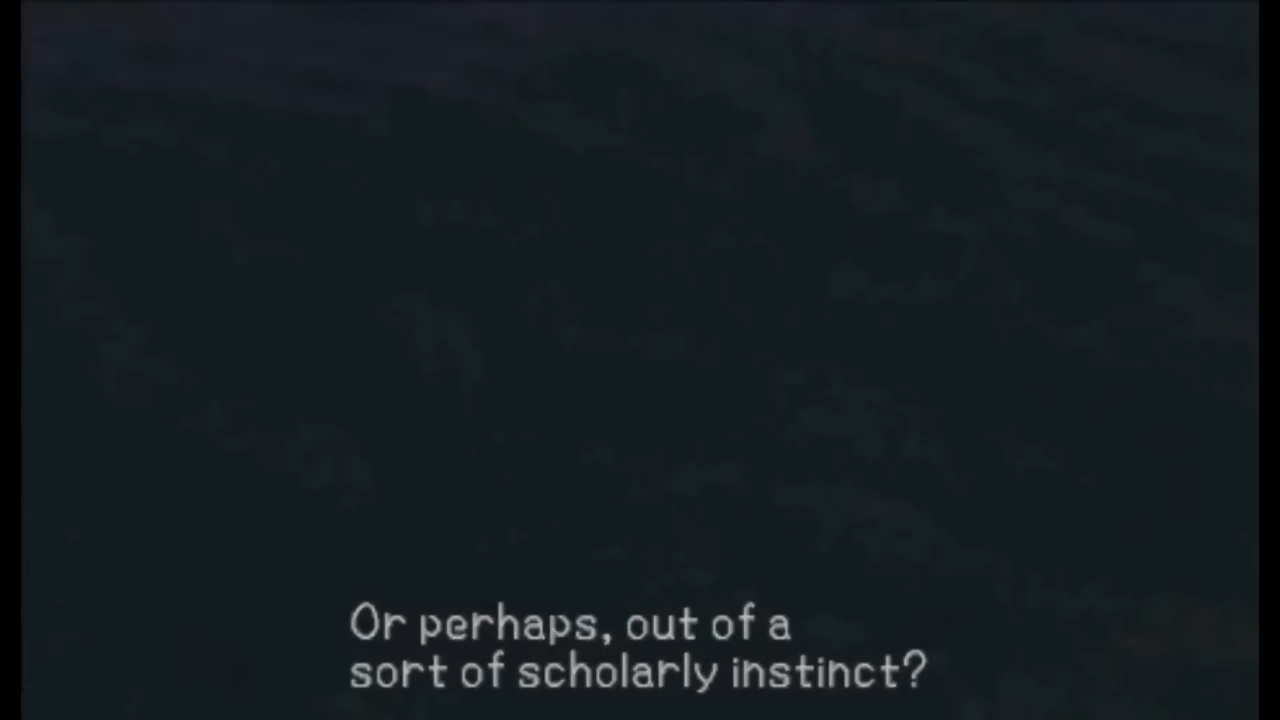 Or perhaps, out of a
sort of scholarly instinct?